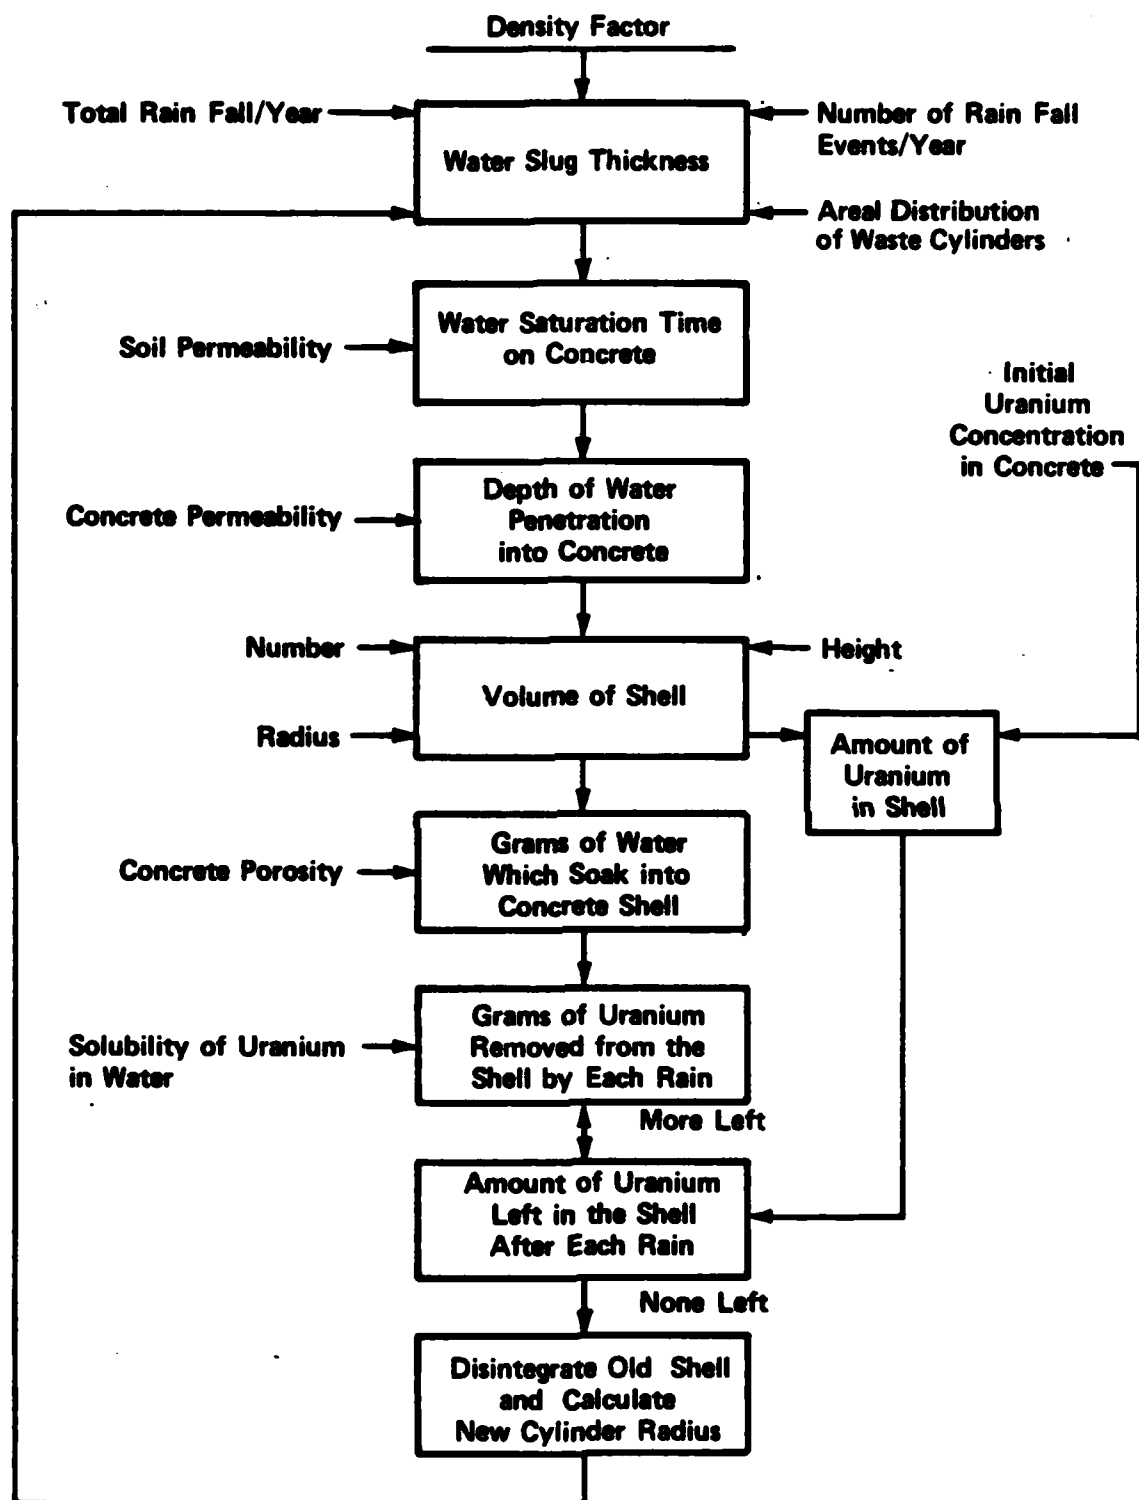 Density Factor
Total Rain Fall/Year
Number of Rain Fall
Events/Year
Water Slug Thickness
Areal Distribution
of Waste Cylinders
Water Saturation Time
on Concrete
Soil Permeability
Initial
Uranium
Concentration
in Concrete
Depth of Water
Penetration
into Concrete
Concrete Permeability
Number
Height
Volume of Shell
Radius
Amount of
Uranium
in Shell
Grams of Water
Which Soak into
Concrete Shell
Concrete Porosity
Grams of Uranium
Removed from the
Shell by Each Rain
Solubility of Uranium
in Water
More Left
Amount of Uranium
Left in the Shell
After Each Rain
None Left
Disintegrate Old Shell
and Calculate
New Cylinder Radius